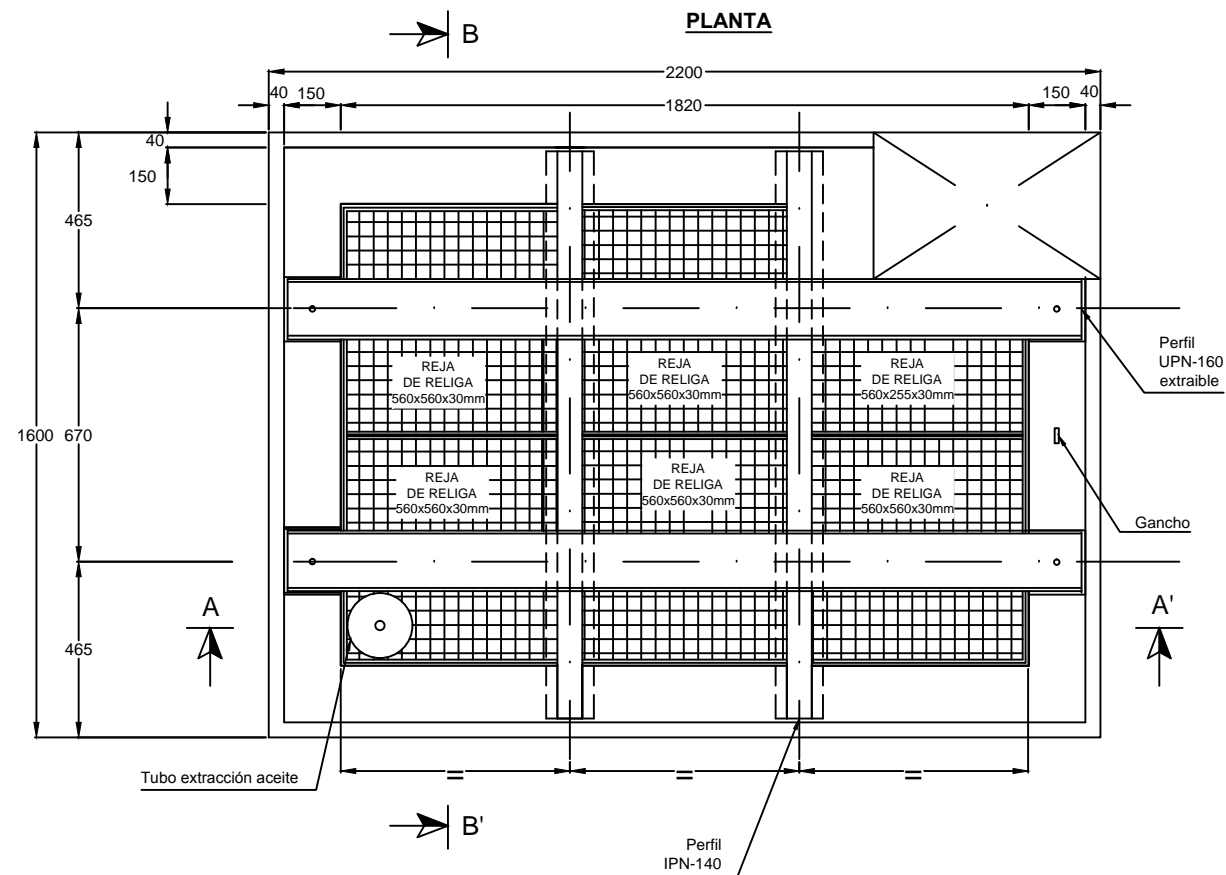 PLANTA
B
2200
40
150
1820
150
40
40
150
465
670
1600
465
REJA
DE RELIGA
560x560x30mm
REJA
DE RELIGA
560x560x30mm
REJA
DE RELIGA
560x255x30mm
REJA
DE RELIGA
560x560x30mm
REJA
DE RELIGA
560x560x30mm
REJA
DE RELIGA
560x560x30mm
Perfil
UPN-160
extraible
Gancho
A
A'
Tubo extracción aceite
=
=
=
B'
Perfil
IPN-140